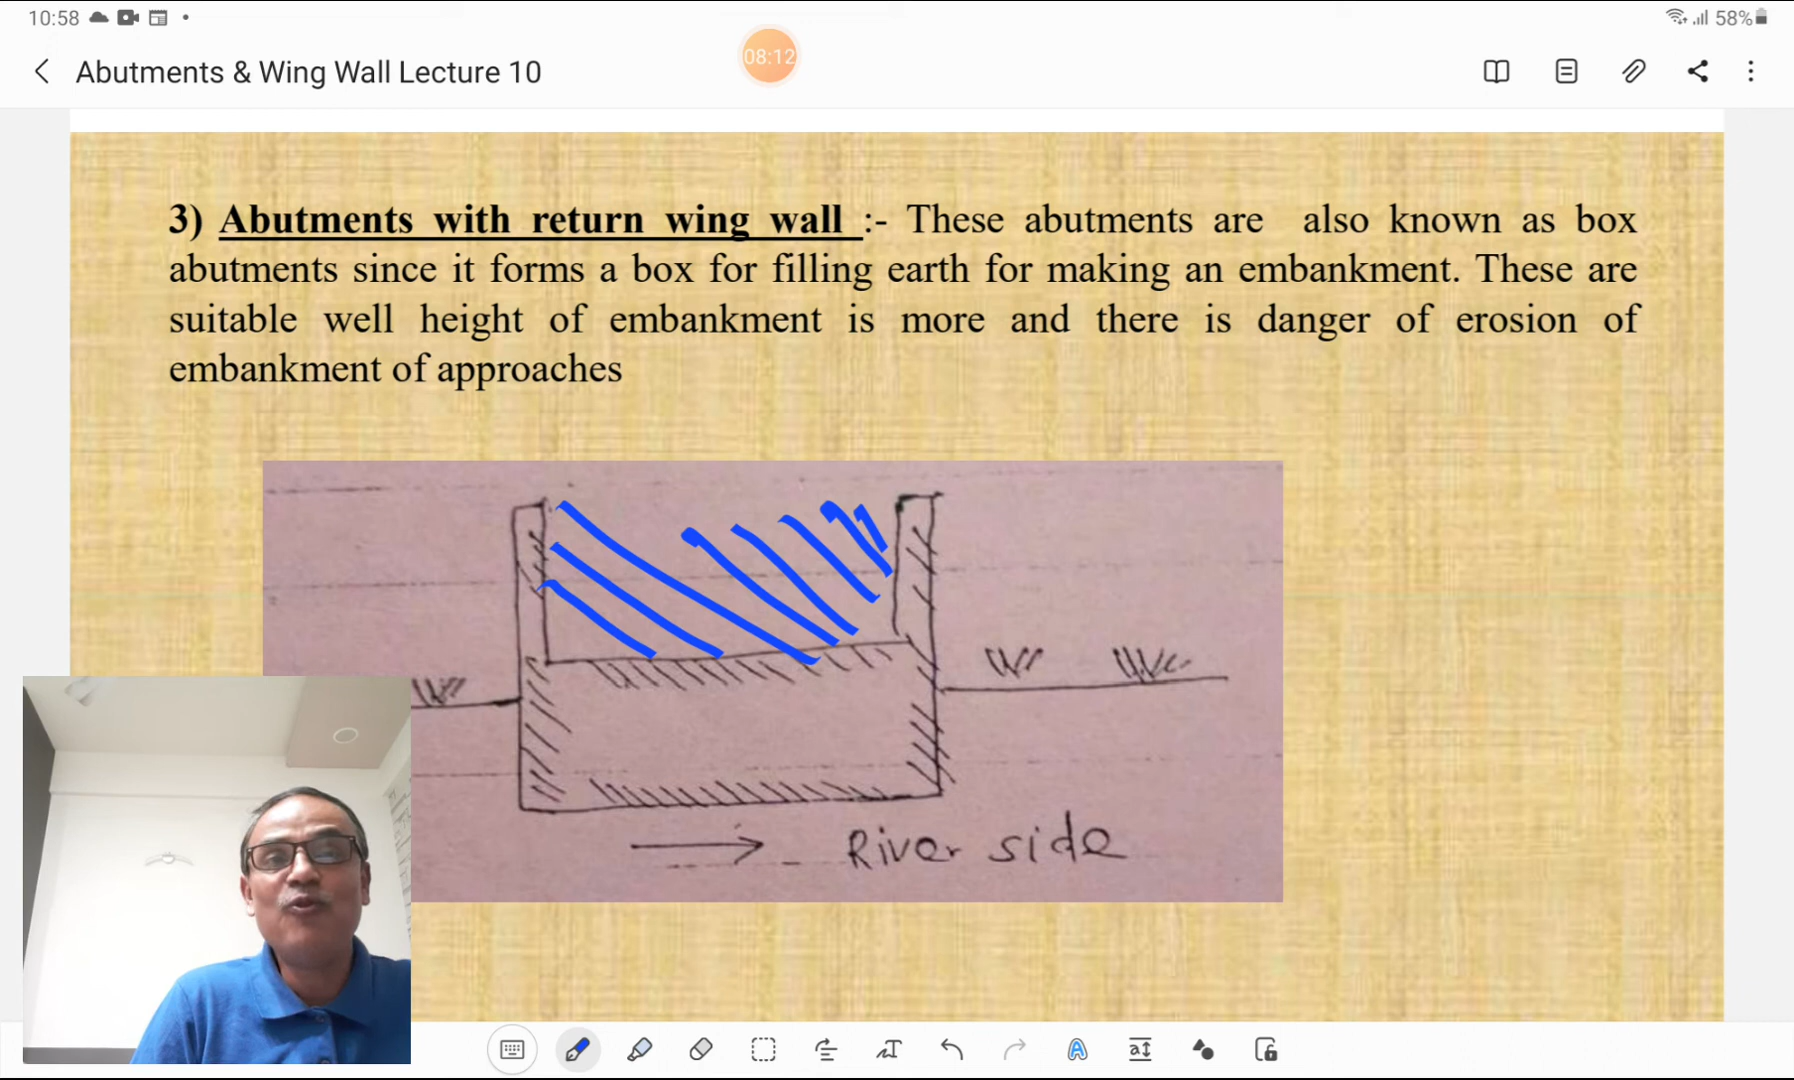 10:58
58%
Abutments & Wing Wall Lecture 10
08:12
3) Abutments with return wing wall :- These abutments are also known as box
abutments since it forms a box for filling earth for making an embankment. These are
suitable well height of embankment is more and there is danger of erosion of
embankment of approaches
River side